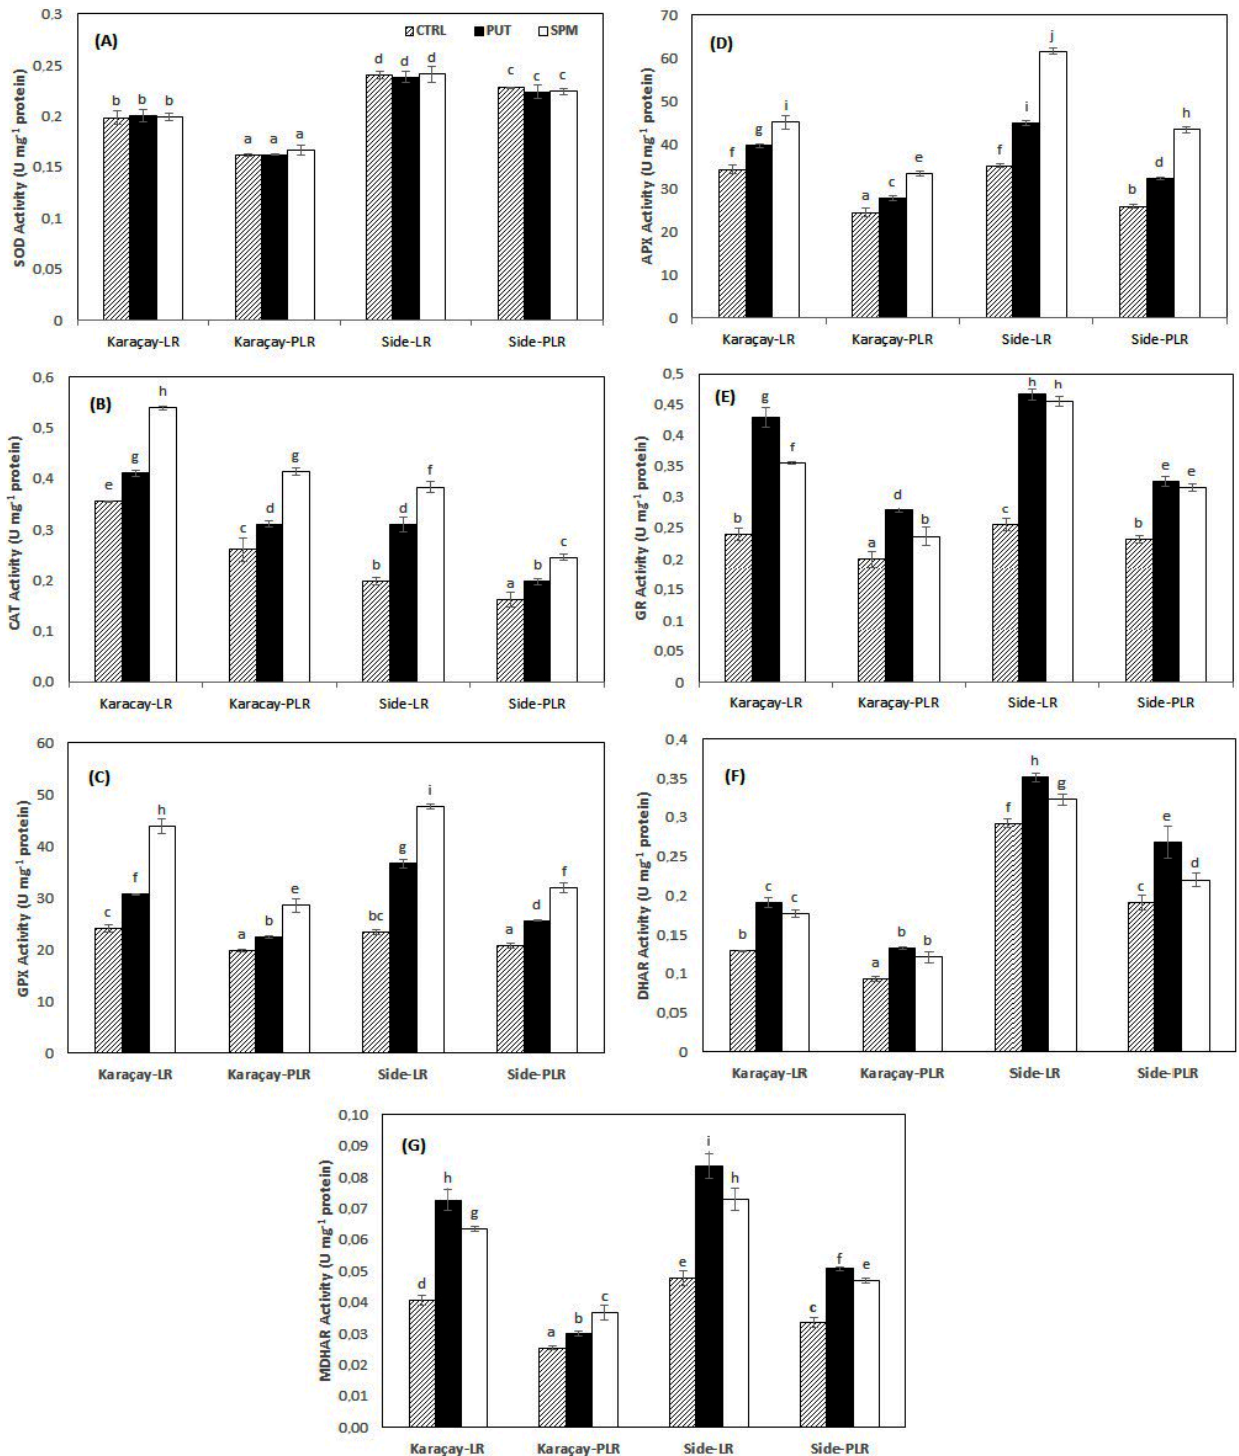 (A)
CTRL PUT SPM
SOD Activity (U mg⁻¹ protein)
0,3
0,25
0,2
0,15
0,1
0,05
0
b b b
a a a
d d d
c c c
Karaçay-LR Karaçay-PLR Side-LR Side-PLR
(D)
APX Activity (U mg⁻¹ protein)
70
60
50
40
30
20
10
0
f g i
a c e
f i j
b d h
Karaçay-LR Karaçay-PLR Side-LR Side-PLR
(B)
CAT Activity (U mg⁻¹ protein)
0,6
0,5
0,4
0,3
0,2
0,1
0,0
e g h
c d g
b d f
a b c
Karacay-LR Karacay-PLR Side-LR Side-PLR
(E)
GR Activity (U mg⁻¹ protein)
0,5
0,45
0,4
0,35
0,3
0,25
0,2
0,15
0.1
0,05
0
b g f
a d b
c h h
b e e
Karaçay-LR Karaçay-PLR Side-LR Side-PLR
(C)
GPX Activity (U mg⁻¹ protein)
60
50
40
30
20
10
0
c f h
a b e
bc g i
a d f
Karaçay-LR Karaçay-PLR Side-LR Side-PLR
(F)
DHAR Activity (U mg⁻¹ protein)
0,4
0,35
0,3
0,25
0,2
0,15
0,1
0,05
0
b c c
a b b
f h g
c e d
Karaçay-LR Karaçay-PLR Side-LR Side-PLR
(G)
MDHAR Activity (U mg⁻¹ protein)
0,10
0,09
0,08
0,07
0,06
0,05
0,04
0,03
0,02
0,01
0,00
d h g
a b c
e i h
c f e
Karaçay-LR Karaçay-PLR Side-LR Side-PLR